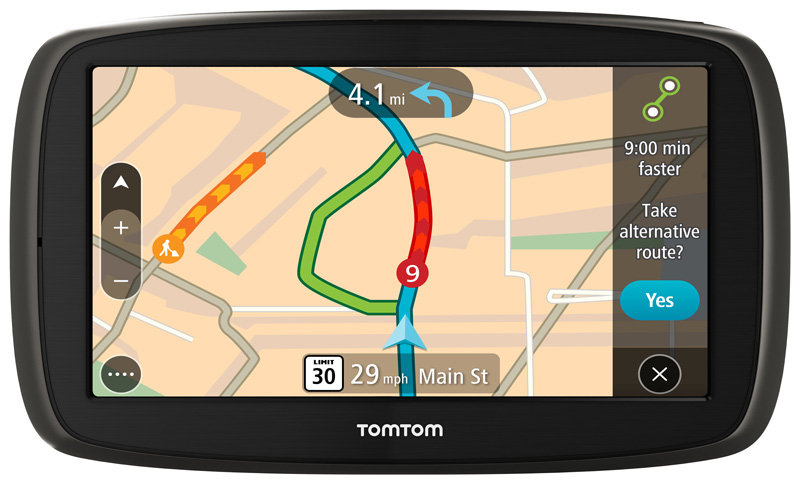 4.1 mi
9:00 min
faster
Take
alternative
route?
Yes
9
LIMIT
30
29 mph Main St
TOMTOM